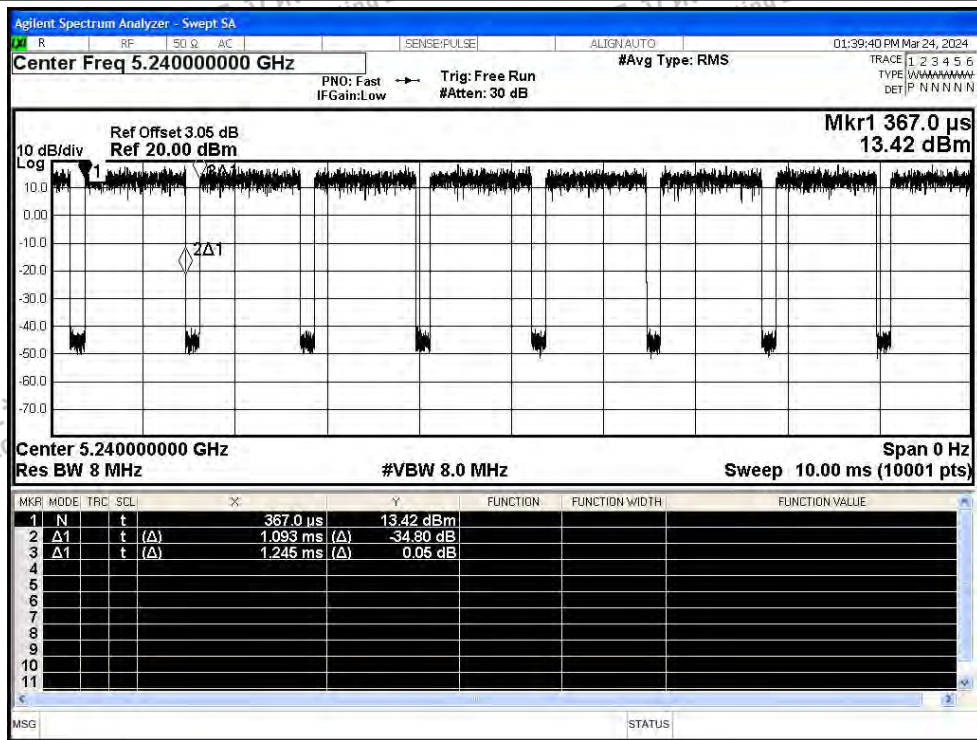 Agilent Spectrum Analyzer - Swept SA
R RF 50 Ω AC SENSE:PULSE ALIGN AUTO 01:39:40 PM Mar 24, 2024
Center Freq 5.240000000 GHz #Avg Type: RMS TRACE 1 2 3 4 5 6
PNO: Fast Trig: Free Run TYPE
IFGain:Low #Atten: 30 dB DET P N N N N N
Mkr1 367.0 µs
Ref Offset 3.05 dB
10 dB/div Ref 20.00 dBm 13.42 dBm
Log
1
3Δ1
10.0
0.00
-10.0
2Δ1
-20.0
-30.0
-40.0
-50.0
-60.0
-70.0
Center 5.240000000 GHz Span 0 Hz
Res BW 8 MHz #VBW 8.0 MHz Sweep 10.00 ms (10001 pts)
MKR MODE TRC SCL X Y FUNCTION FUNCTION WIDTH FUNCTION VALUE
1 N t 367.0 µs 13.42 dBm
2 Δ1 t (Δ) 1.093 ms (Δ) -34.80 dB
3 Δ1 t (Δ) 1.245 ms (Δ) 0.05 dB
4
5
6
7
8
9
10
11
MSG STATUS